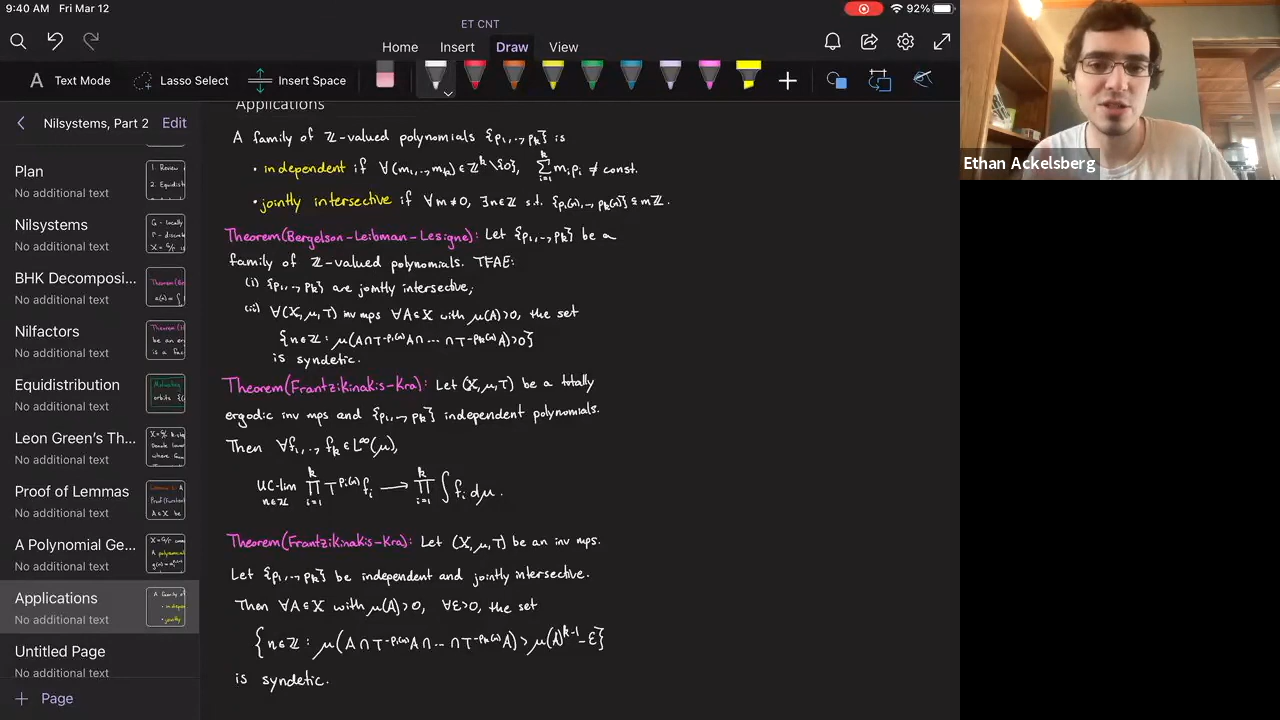 9:40 AM Fri Mar 12
92%
ET CNT
Home Insert Draw View
Text Mode Lasso Select Insert Space
Nilsystems, Part 2 Edit
Plan
No additional text
Nilsystems
No additional text
BHK Decomposi...
No additional text
Nilfactors
No additional text
Equidistribution
No additional text
Leon Green's Th...
No additional text
Proof of Lemmas
No additional text
A Polynomial Ge...
No additional text
Applications
No additional text
Untitled Page
No additional text
+ Page
Applications
A family of ℤ-valued polynomials {p₁,..,pₖ} is
• independent if ∀(m₁,..,mₖ)∈ℤᵏ\{0}, ∑ᵢ₌₁ᵏ mᵢpᵢ ≠ const.
• jointly intersective if ∀m≠0, ∃n∈ℤ s.t. {p₁(n),..,pₖ(n)}⊆mℤ.
Theorem (Bergelson-Leibman-Lesigne): Let {p₁,..,pₖ} be a
family of ℤ-valued polynomials. TFAE:
(i) {p₁,..,pₖ} are jointly intersective;
(ii) ∀(X,μ,T) inv mps ∀A⊆X with μ(A)>0, the set
{n∈ℤ: μ(A∩T^{-p₁(n)}A∩...∩T^{-pₖ(n)}A)>0}
is syndetic.
Theorem (Frantzikinakis-Kra): Let (X,μ,T) be a totally
ergodic inv mps and {p₁,..,pₖ} independent polynomials.
Then ∀f₁,..,fₖ∈L^∞(μ),
UC-lim_{n∈ℤ} ∏ᵢ₌₁ᵏ T^{pᵢ(n)}fᵢ → ∏ᵢ₌₁ᵏ ∫fᵢ dμ.
Theorem (Frantzikinakis-Kra): Let (X,μ,T) be an inv mps.
Let {p₁,..,pₖ} be independent and jointly intersective.
Then ∀A⊆X with μ(A)>0, ∀ε>0, the set
{n∈ℤ: μ(A∩T^{-p₁(n)}A∩...∩T^{-pₖ(n)}A)>μ(A)^{k-1}-ε}
is syndetic.
Ethan Ackelsberg